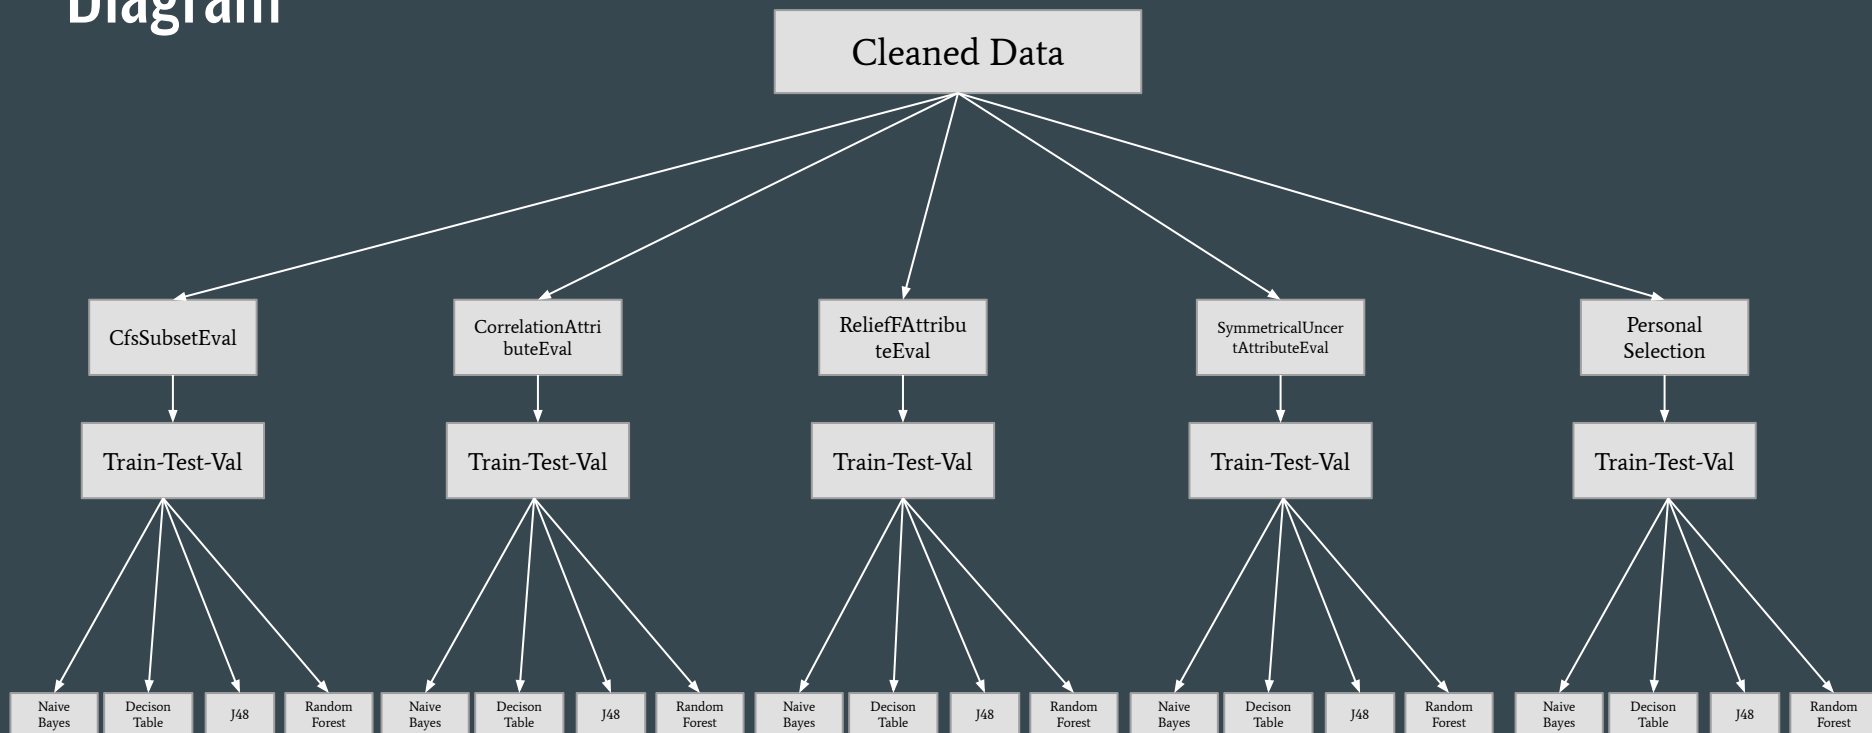 Diagram
Cleaned Data
CfsSubsetEval
CorrelationAttri
buteEval
ReliefFAttribu
teEval
SymmetricalUncer
tAttributeEval
Personal
Selection
Train-Test-Val
Train-Test-Val
Train-Test-Val
Train-Test-Val
Train-Test-Val
Naive
Bayes
Decison
Table
J48
Random
Forest
Naive
Bayes
Decison
Table
J48
Random
Forest
Naive
Bayes
Decison
Table
J48
Random
Forest
Naive
Bayes
Decison
Table
J48
Random
Forest
Naive
Bayes
Decison
Table
J48
Random
Forest